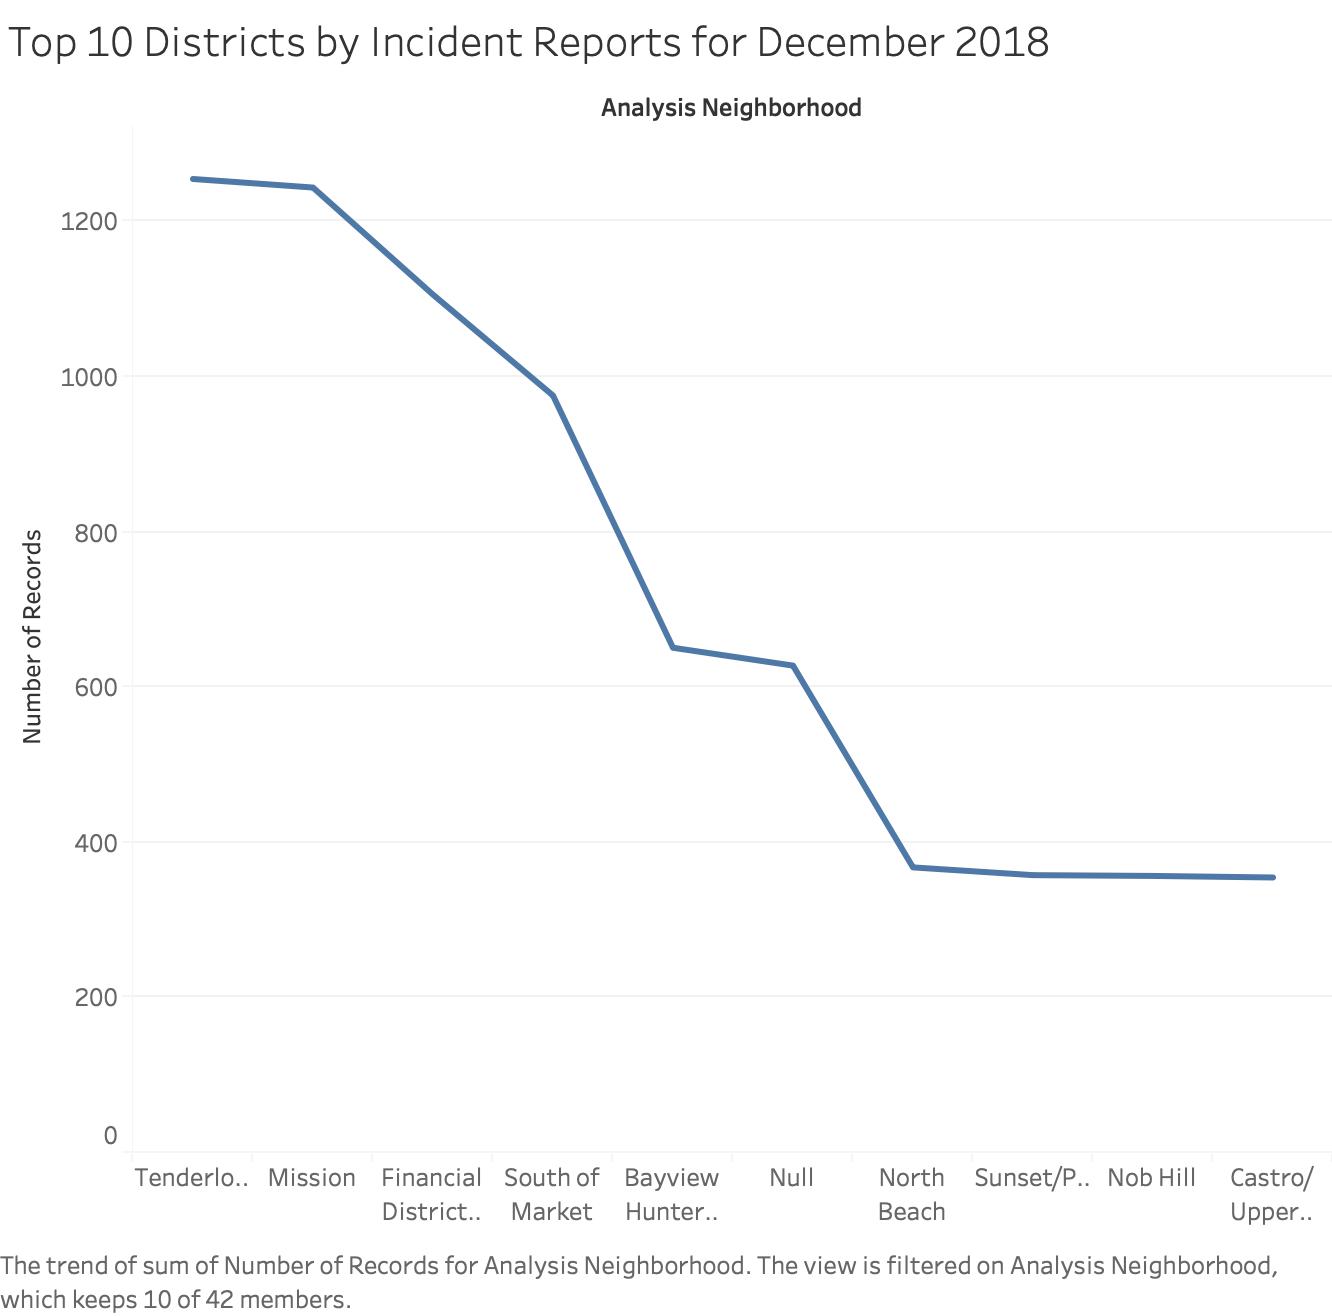 Top 10 Districts by Incident Reports for December 2018
Analysis Neighborhood
1200
1000
800
600
400
200
0
Number of Records
Tenderlo.. Mission Financial South of Bayview Null North Sunset/P.. Nob Hill Castro/
District.. Market Hunter.. Beach Upper..
The trend of sum of Number of Records for Analysis Neighborhood. The view is filtered on Analysis Neighborhood,
which keeps 10 of 42 members.